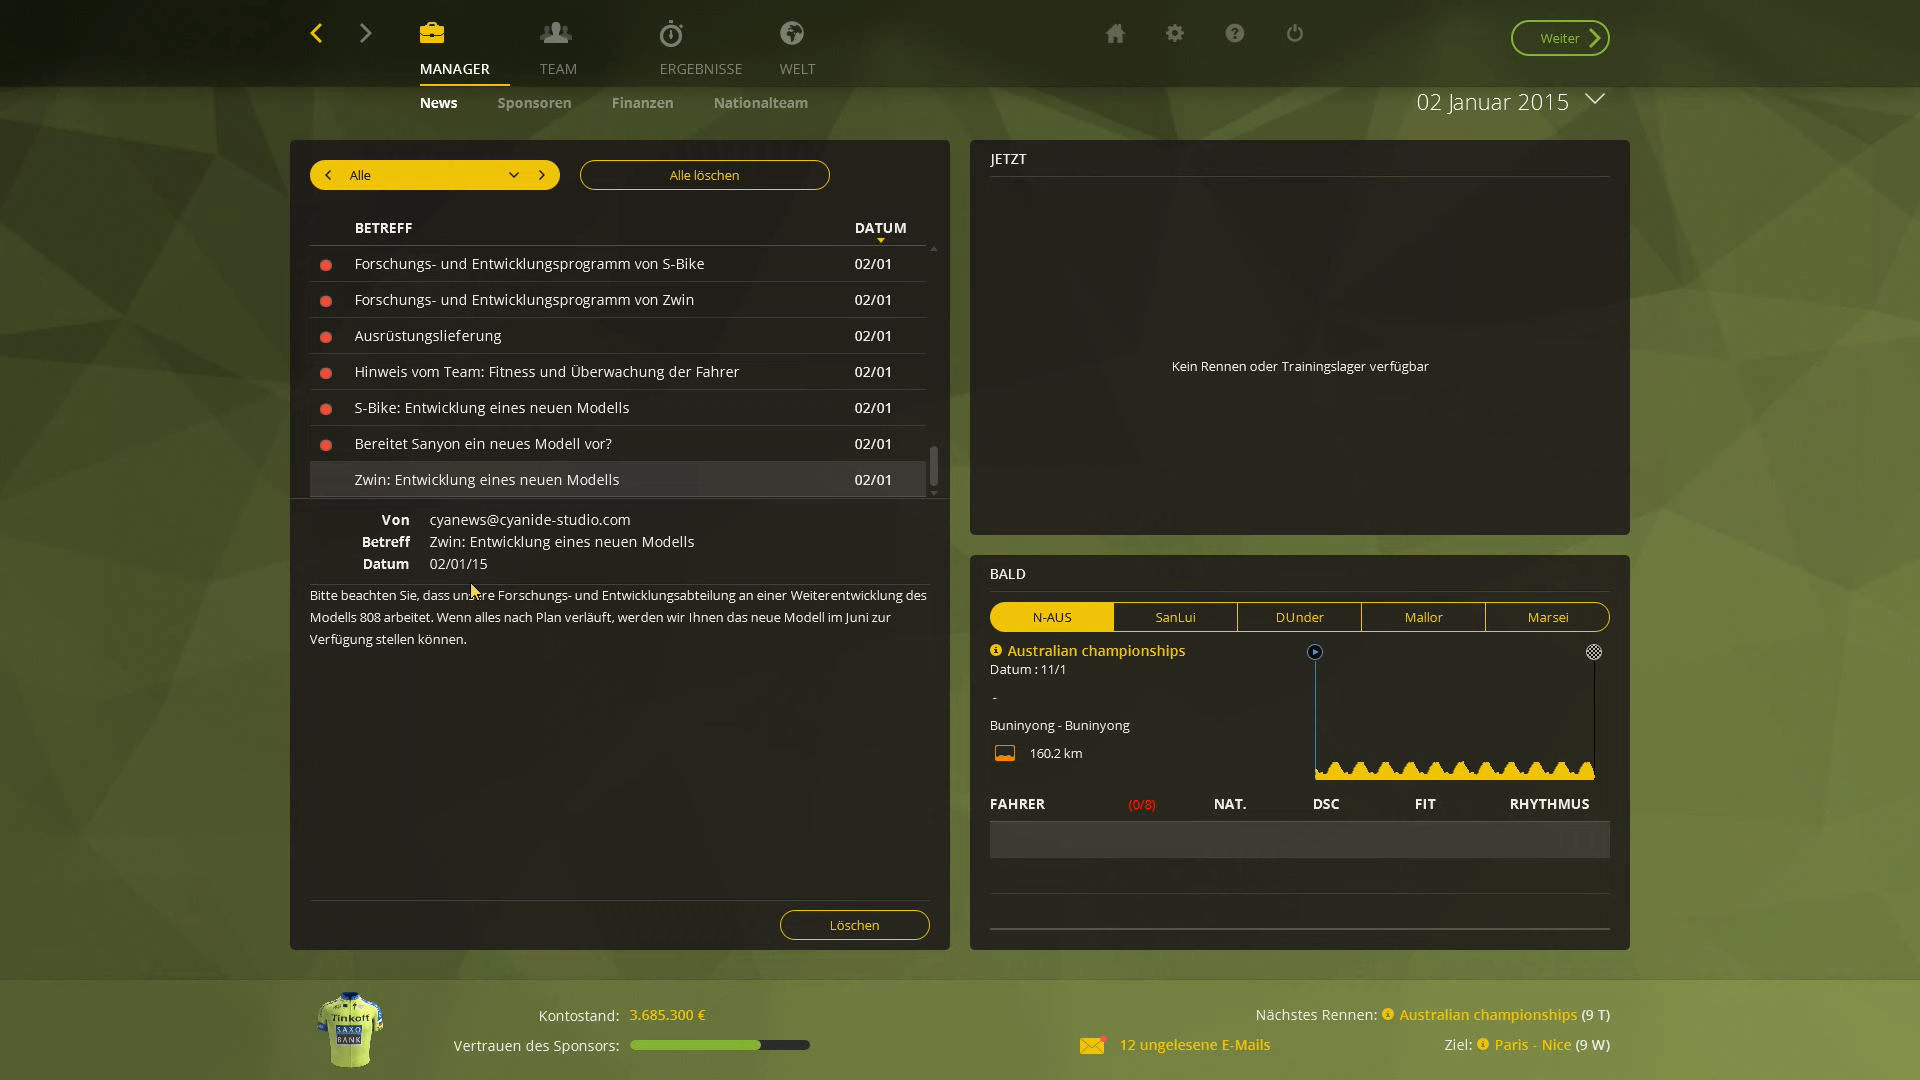 MANAGER
TEAM
ERGEBNISSE
WELT
Weiter
News
Sponsoren
Finanzen
Nationalteam
02 Januar 2015
Alle
Alle löschen
BETREFF DATUM
Forschungs- und Entwicklungsprogramm von S-Bike 02/01
Forschungs- und Entwicklungsprogramm von Zwin 02/01
Ausrüstungslieferung 02/01
Hinweis vom Team: Fitness und Überwachung der Fahrer 02/01
S-Bike: Entwicklung eines neuen Modells 02/01
Bereitet Sanyon ein neues Modell vor? 02/01
Zwin: Entwicklung eines neuen Modells 02/01
Von cyanews@cyanide-studio.com
Betreff Zwin: Entwicklung eines neuen Modells
Datum 02/01/15
Bitte beachten Sie, dass unsere Forschungs- und Entwicklungsabteilung an einer Weiterentwicklung des
Modells 808 arbeitet. Wenn alles nach Plan verläuft, werden wir Ihnen das neue Modell im Juni zur
Verfügung stellen können.
Löschen
JETZT
Kein Rennen oder Trainingslager verfügbar
BALD
N-AUS SanLui DUnder Mallor Marsei
Australian championships
Datum : 11/1
-
Buninyong - Buninyong
160.2 km
FAHRER (0/8) NAT. DSC FIT RHYTHMUS
Tinkoff
SAXO
BANK
Kontostand: 3.685.300 €
Vertrauen des Sponsors:
12 ungelesene E-Mails
Nächstes Rennen: Australian championships (9 T)
Ziel: Paris - Nice (9 W)